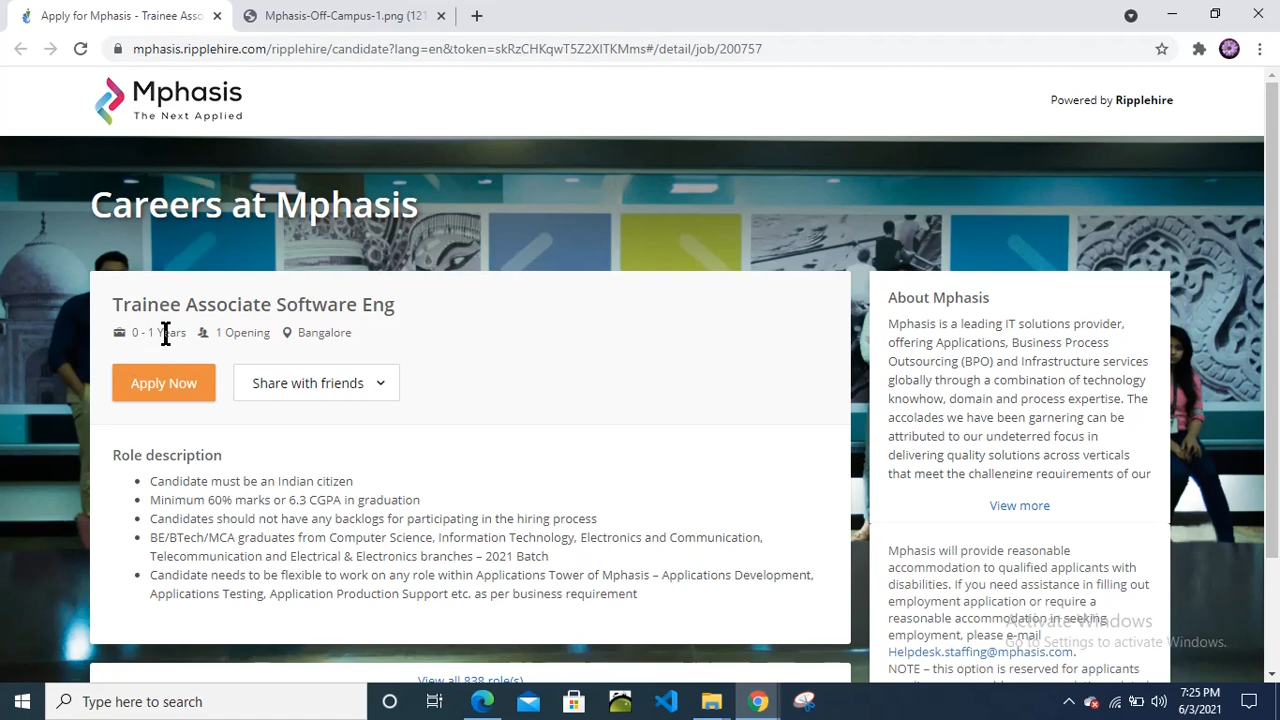 Apply for Mphasis - Trainee Asso
Mphasis-Off-Campus-1.png (121
mphasis.ripplehire.com/ripplehire/candidate?lang=en&token=skRzCHKqwT5Z2XITKMms#/detail/job/200757
Mphasis
The Next Applied
Powered by Ripplehire
Careers at Mphasis
Trainee Associate Software Eng
0 - 1 Years 1 Opening Bangalore
Apply Now
Share with friends
Role description
Candidate must be an Indian citizen
Minimum 60% marks or 6.3 CGPA in graduation
Candidates should not have any backlogs for participating in the hiring process
BE/BTech/MCA graduates from Computer Science, Information Technology, Electronics and Communication,
Telecommunication and Electrical & Electronics branches – 2021 Batch
Candidate needs to be flexible to work on any role within Applications Tower of Mphasis – Applications Development,
Applications Testing, Application Production Support etc. as per business requirement
View all 838 role(s)
About Mphasis
Mphasis is a leading IT solutions provider,
offering Applications, Business Process
Outsourcing (BPO) and Infrastructure services
globally through a combination of technology
knowhow, domain and process expertise. The
accolades we have been garnering can be
attributed to our undeterred focus in
delivering quality solutions across verticals
that meet the challenging requirements of our
View more
Mphasis will provide reasonable
accommodation to qualified applicants with
disabilities. If you need assistance in filling out
employment application or require a
reasonable accommodation in seeking
employment, please e-mail
Helpdesk.staffing@mphasis.com.
NOTE – this option is reserved for applicants
Activate Windows
Go to Settings to activate Windows.
Type here to search
7:25 PM
6/3/2021